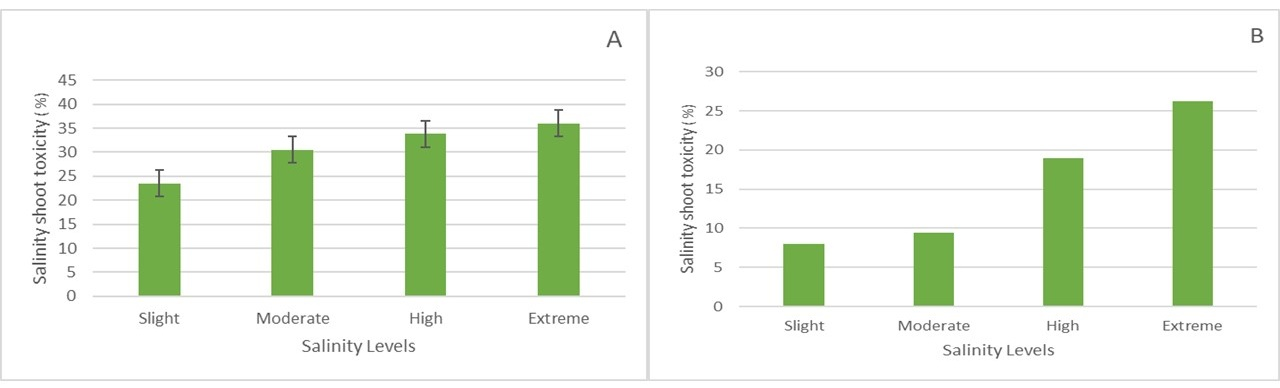 A
Salinity shoot toxicity (%)
45
40
35
30
25
20
15
10
5
0
Slight Moderate High Extreme
Salinity Levels
B
Salinity shoot toxicity (%)
30
25
20
15
10
5
0
Slight Moderate High Extreme
Salinity Levels